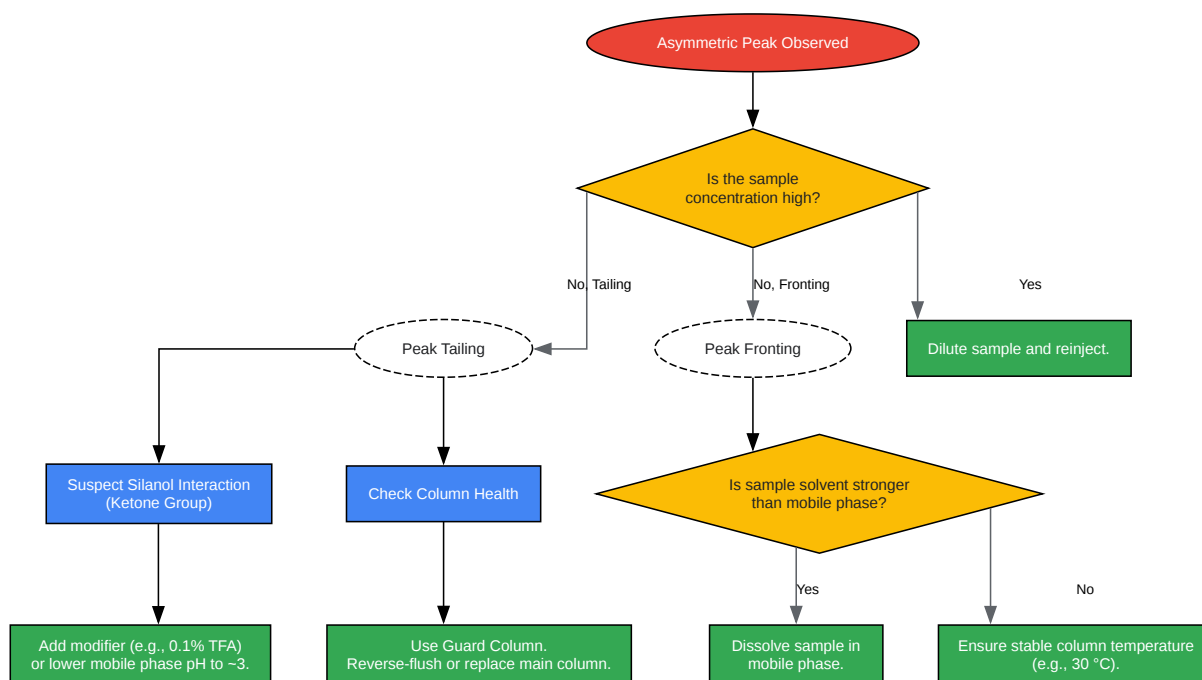 Asymmetric Peak Observed
Is the sample
concentration high?
No, Tailing
No, Fronting
Yes
Peak Tailing
Peak Fronting
Dilute sample and reinject.
Suspect Silanol Interaction
(Ketone Group)
Check Column Health
Is sample solvent stronger
than mobile phase?
Yes
No
Add modifier (e.g., 0.1% TFA)
or lower mobile phase pH to ~3.
Use Guard Column.
Reverse-flush or replace main column.
Dissolve sample in
mobile phase.
Ensure stable column temperature
(e.g., 30 °C).